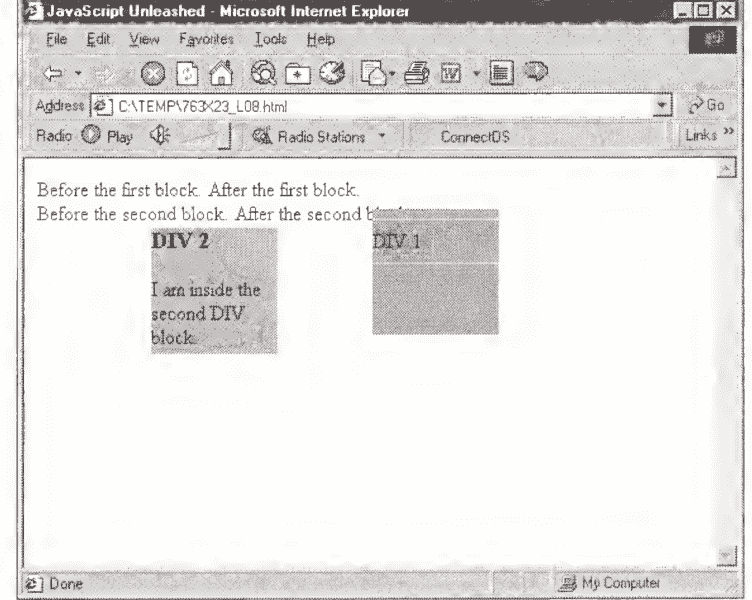 JavaScript Unleashed - Microsoft Internet Explorer
File Edit View Favorites Tools Help
Address C:\TEMP\763X23_L08.html Go
Radio Play Radio Stations ConnectDS Links »
Before the first block. After the first block.
Before the second block. After the second
DIV 2
DIV 1
I am inside the
second DIV
block.
Done My Computer